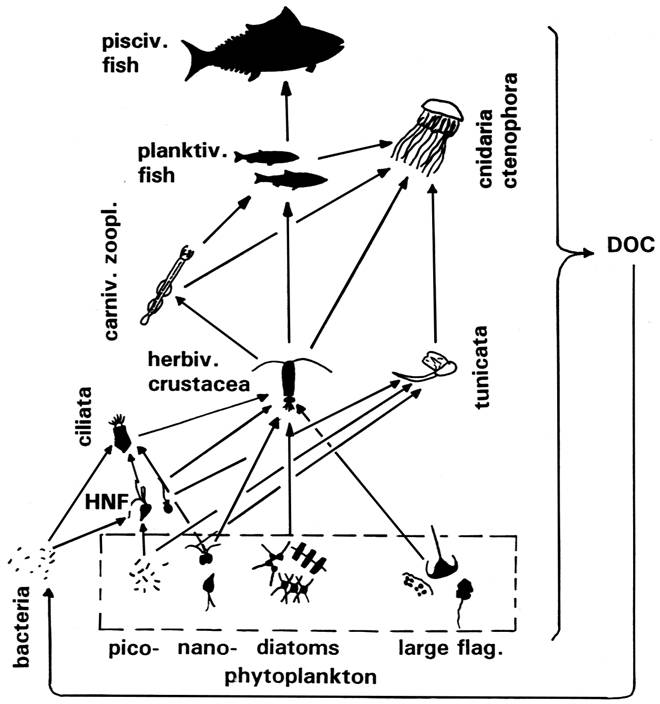 pisciv.
fish
planktiv.
fish
cnidaria
ctenophora
carniv. zoopl.
DOC
herbiv.
crustacea
tunicata
ciliata
HNF
bacteria
pico- nano- diatoms large flag.
phytoplankton